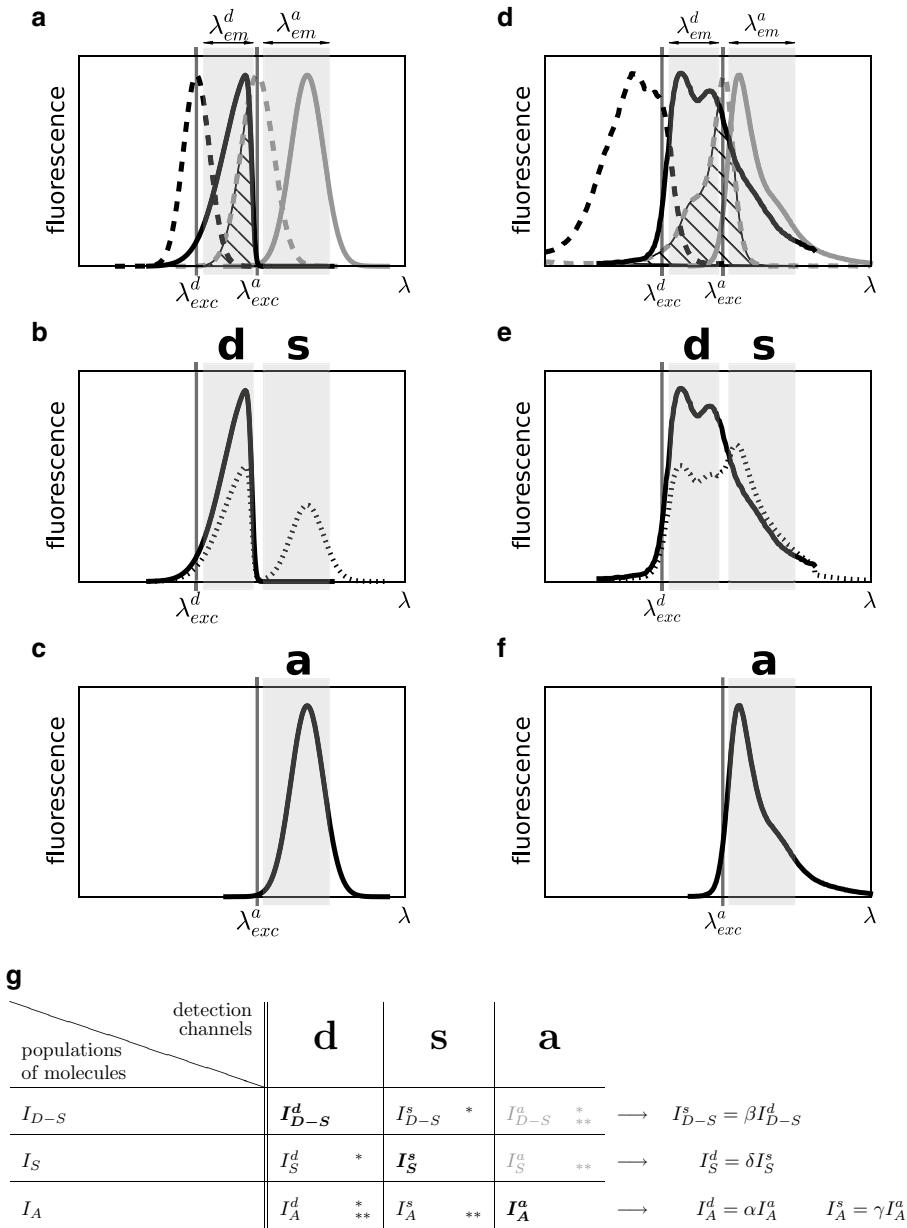 a
λ^d_em λ^a_em
fluorescence
λ^d_exc λ^a_exc λ
d
λ^d_em λ^a_em
fluorescence
λ^d_exc λ^a_exc λ
b
d s
fluorescence
λ^d_exc λ
e
d s
fluorescence
λ^d_exc λ
c
a
fluorescence
λ^a_exc λ
f
a
fluorescence
λ^a_exc λ
g
detection
channels
populations
of molecules
d s a
I_{D−S} I^d_{D−S} I^s_{D−S} * I^a_{D−S} * ** ⟶ I^s_{D−S} = βI^d_{D−S}
I_S I^d_S * I^s_S I^a_S ** ⟶ I^d_S = δI^s_S
I_A I^d_A * ** I^s_A ** I^a_A ⟶ I^d_A = αI^a_A I^s_A = γI^a_A